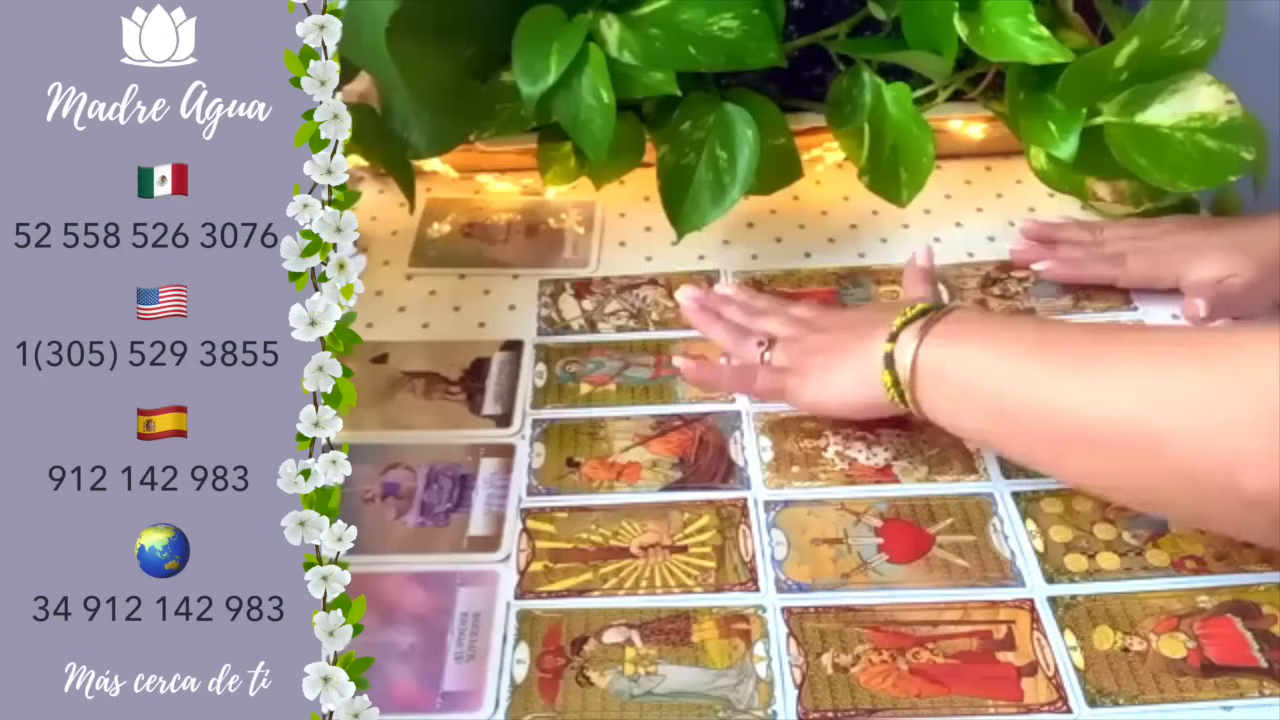 Madre Agua
52 558 526 3076
1(305) 529 3855
912 142 983
34 912 142 983
Más cerca de ti